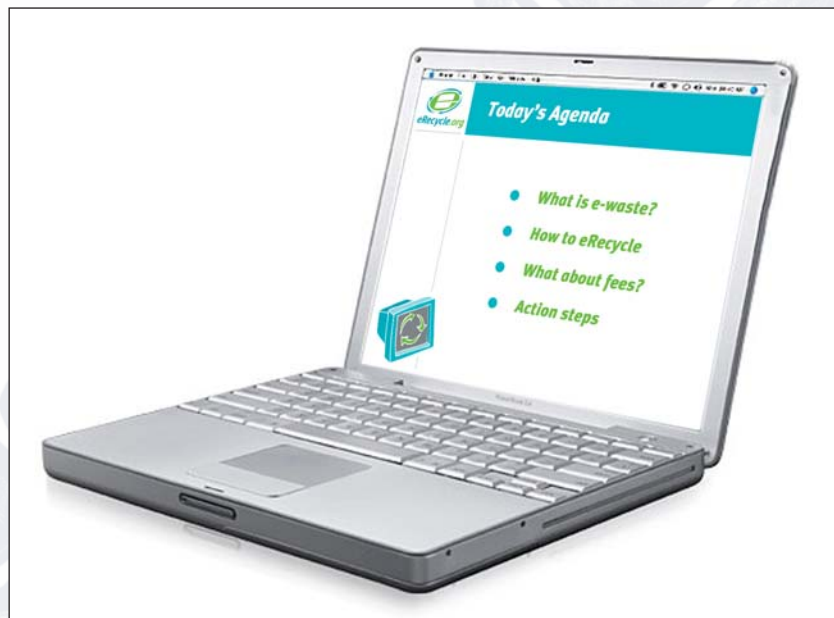 eRecycle.org
Today's Agenda
What is e-waste?
How to eRecycle
What about fees?
Action steps